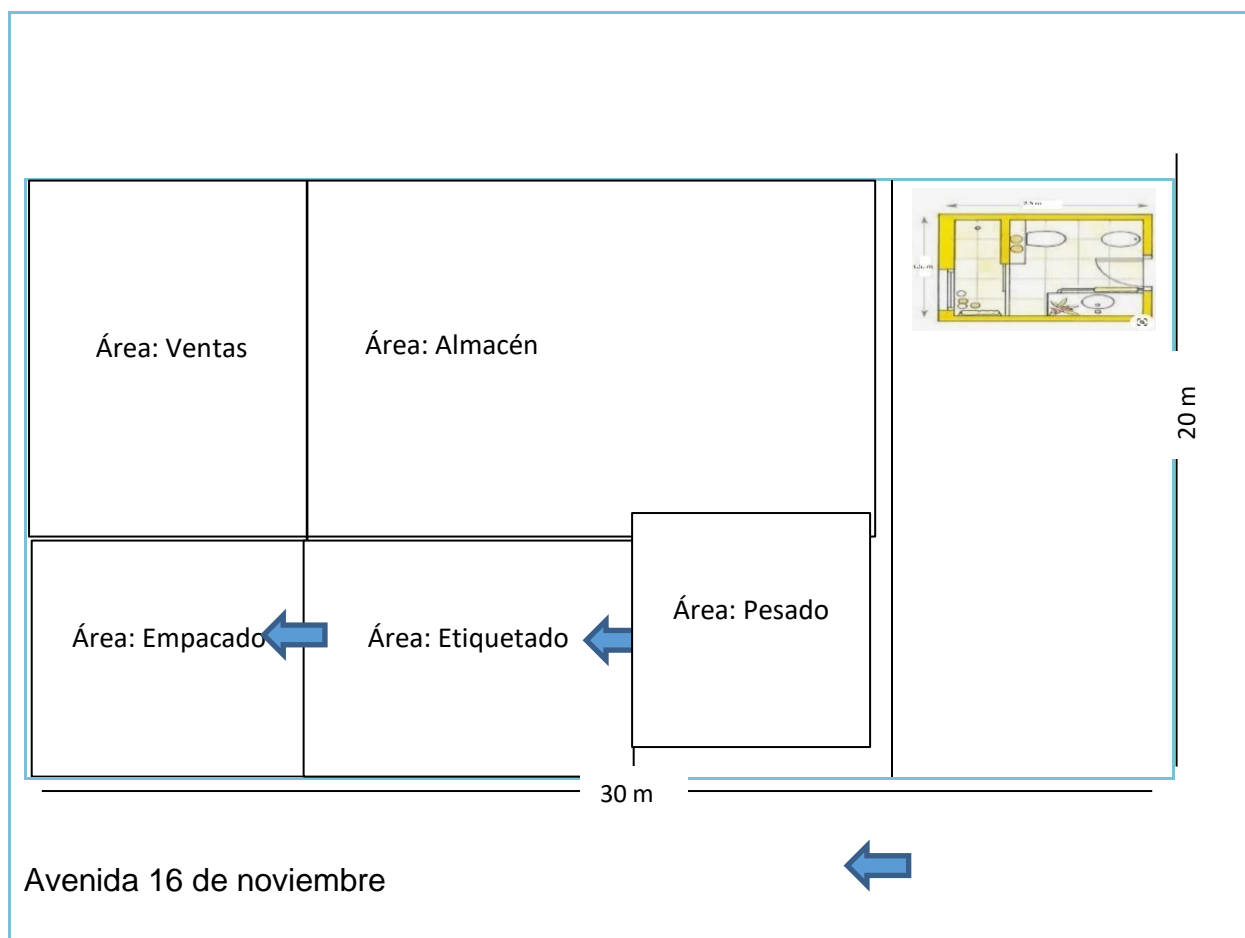 Área: Ventas
Área: Almacén
20 m
Área: Empacado
Área: Etiquetado
Área: Pesado
30 m
Avenida 16 de noviembre